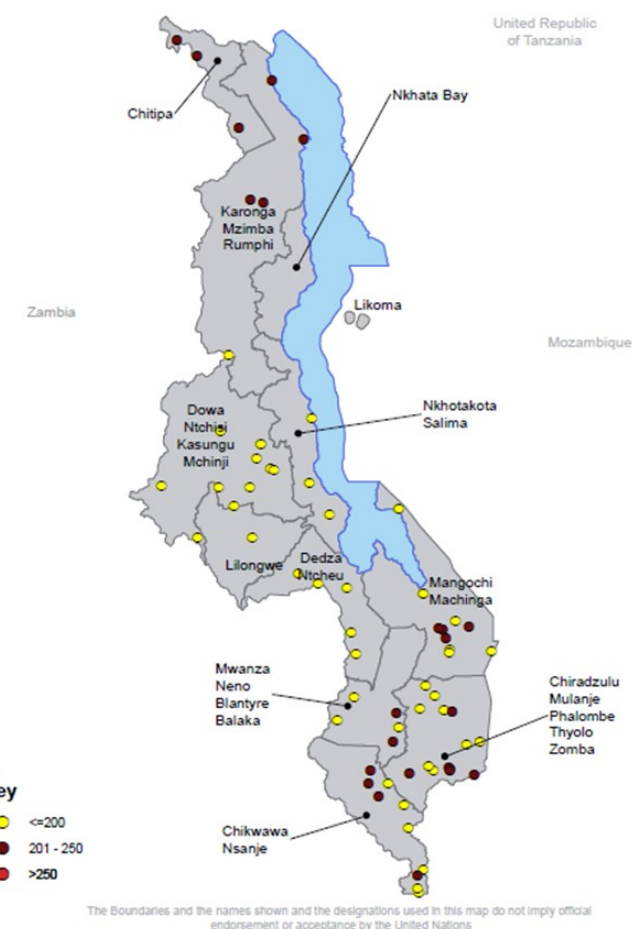 United Republic
of Tanzania
Nkhata Bay
Chitipa
Karonga
Mzimba
Rumphi
Zambia
Likoma
Mozambique
Dowa
Ntchisi
Kasungu
Mchinji
Nkhotakota
Salima
Lilongwe
Dedza
Ntcheu
Mangochi
Machinga
Mwanza
Neno
Blantyre
Balaka
Chiradzulu
Mulanje
Phalombe
Thyolo
Zomba
ey
<=200
201 - 250
>250
Chikwawa
Nsanje
The Boundaries and the names shown and the designations used in this map do not imply official
endorsement or acceptance by the United Nations